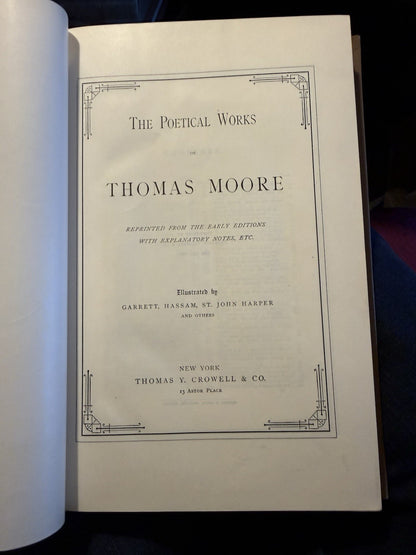 THE POETICAL WORKS
OF
THOMAS MOORE
REPRINTED FROM THE EARLY EDITIONS
WITH EXPLANATORY NOTES, ETC.
Illustrated by
GARRETT, HASSAM, ST. JOHN HARPER
AND OTHERS
NEW YORK
THOMAS Y. CROWELL & CO.
13 ASTOR PLACE